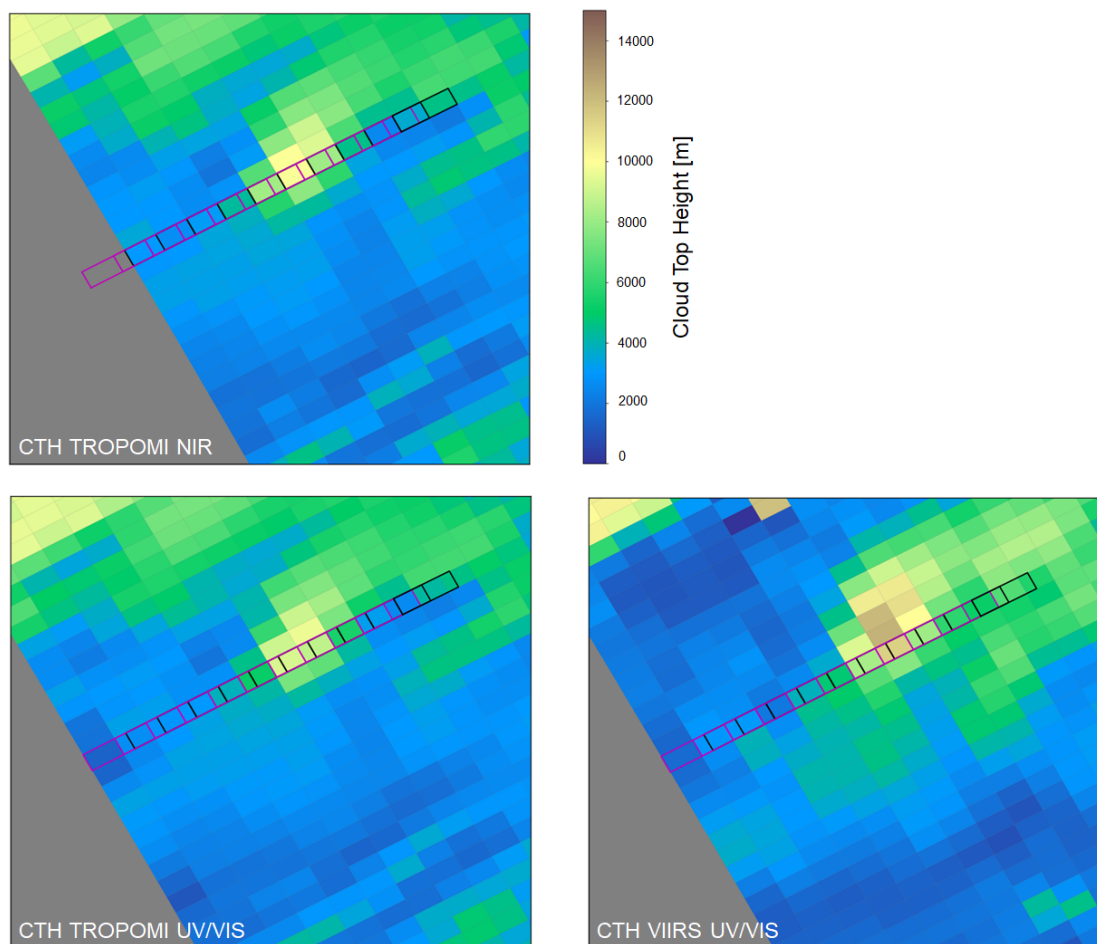 CTH TROPOMI NIR
14000
12000
10000
8000
6000
4000
2000
0
Cloud Top Height [m]
CTH TROPOMI UV/VIS
CTH VIIRS UV/VIS